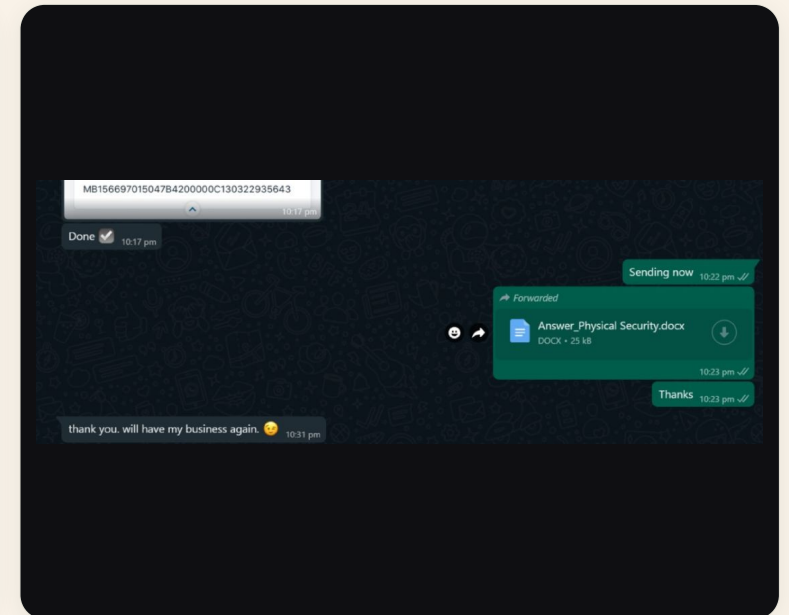 MB156697015047B4200000C130322935643
10:17 pm
Done ☑️ 10:17 pm
Sending now 10:22 pm
Forwarded
Answer_Physical Security.docx
DOCX • 25 kB
10:23 pm
Thanks 10:23 pm
thank you. will have my business again. 😉 10:31 pm